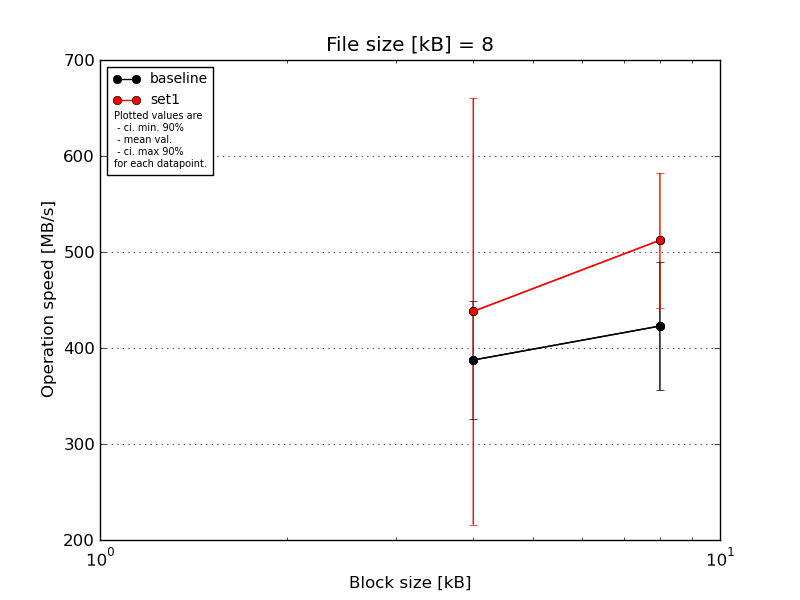 File size [kB] = 8
700
600
500
400
300
200
Operation speed [MB/s]
baseline
set1
Plotted values are
- ci. min. 90%
- mean val.
- ci. max 90%
for each datapoint.
10^0
10^1
Block size [kB]